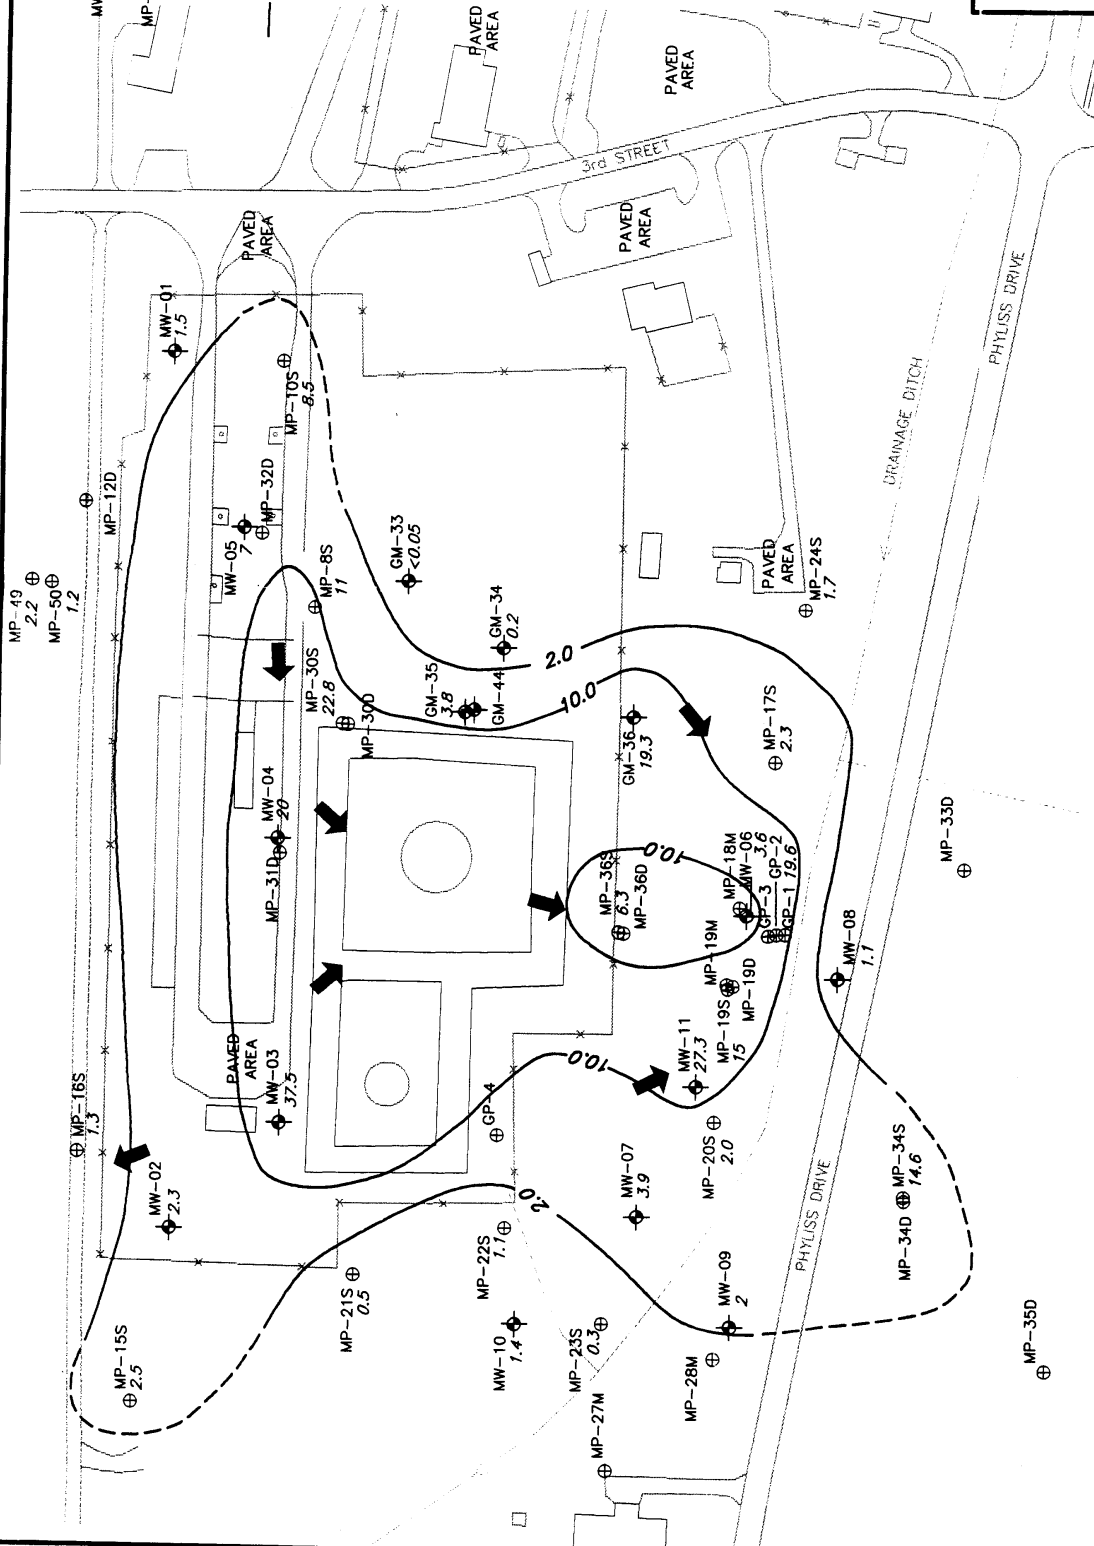 MW
MP-
PAVED
AREA
PAVED
AREA
3rd STREET
PAVED
AREA
PAVED
AREA
MW-01
1.5
PHYLISS DRIVE
MP-10S
8.5
DRAINAGE DITCH
MP-12D
MP-32D
MW-05
7
GM-33
<0.05
MP-49
2.2
MP-50
1.2
MP-8S
11
PAVED
AREA
MP-24S
1.7
GM-34
0.2
2.0
MP-30S
22.8
MP-30D
GM-35
3.8
GM-44
10.0
GM-36
19.3
MP-17S
2.3
MW-04
20
MP-31D
MP-33D
10.0
MP-36S
6.3
MP-36D
MP-18M
MW-06
3.6
GP-2
19.6
GP-3
GP-1
MW-08
1.1
MP-19M
MP-19D
MP-19S
15
MW-11
27.3
10.0
PAVED
AREA
MW-03
37.5
GP-4
MP-16S
1.3
MW-02
2.3
MP-20S
2.0
MW-07
3.9
2.0
PHYLISS DRIVE
MP-34S
14.6
MP-34D
MP-22S
1.1
MP-21S
0.5
MW-09
2
MW-10
1.4
MP-23S
0.3
MP-15S
2.5
MP-28M
MP-35D
MP-27M